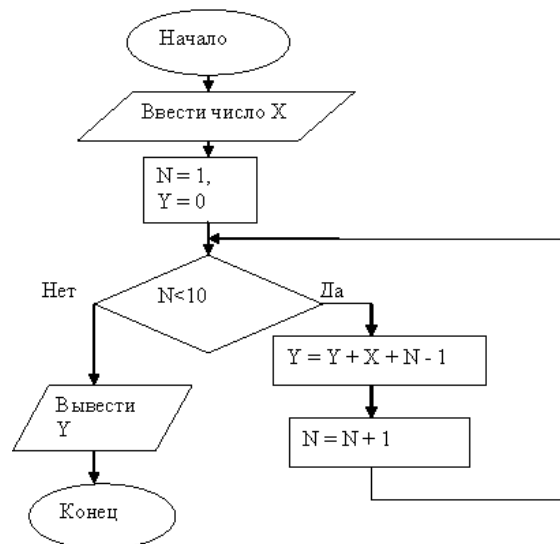 Начало
Ввести число X
N = 1,
Y = 0
N<10
Нет
Да
Y = Y + X + N - 1
N = N + 1
Вывести
Y
Конец